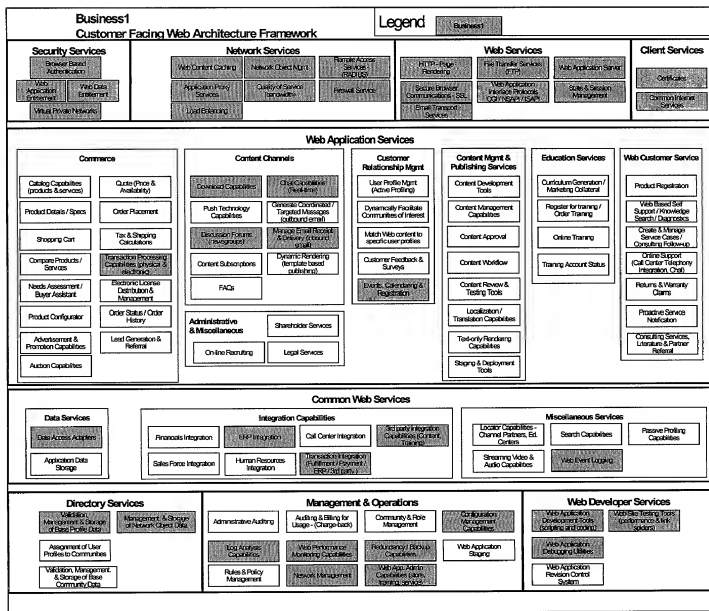 Business1
Customer Facing Web Architecture Framework
Legend
Business1
Security Services
Browser Based
Authentication
Web
Application
Entitlement
Web Data
Entitlement
Virtual Private Networks
Network Services
Web Content Caching
Network Object Mgmt.
Remote Access
Services
(RADIUS)
Application Proxy
Services
Quality of Service
(bandwidth)
Firewall Service
Load Balancing
Web Services
HTTP - Page
Rendering
File Transfer Services
(FTP)
Web Application Server
Secure Browser
Communications - SSL
Web Application
Interface Protocols
CGI / NSAPI / ISAPI
State & Session
Management
Email Transport
Services
Client Services
Certificates
Common Internet
Services
Web Application Services
Commerce
Catalog Capabilities
(products & services)
Quote (Price &
Availability)
Product Details / Specs
Order Placement
Shopping Cart
Tax & Shipping
Calculations
Compare Products /
Services
Transaction Processing
Capabilities (physical &
electronic)
Needs Assessment /
Buyer Assistant
Electronic License
Distribution &
Management
Product Configurator
Order Status / Order
History
Advertisement &
Promotion Capabilities
Lead Generation &
Referral
Auction Capabilities
Content Channels
Download Capabilities
Chat Capabilities
(Real-time)
Push Technology
Capabilities
Generate Coordinated /
Targeted Messages
(outbound email)
Discussion Forums
(newsgroups)
Manage Email Receipt
& Delivery (inbound
email)
Content Subscriptions
Dynamic Rendering
(template based
publishing)
FAQs
Administrative
& Miscellaneous
Shareholder Services
On-line Recruiting
Legal Services
Customer
Relationship Mgmt
User Profile Mgmt
(Active Profiling)
Dynamically Facilitate
Communities of Interest
Match Web content to
specific user profiles
Customer Feedback &
Surveys
Events, Calendaring &
Registration
Content Mgmt &
Publishing Services
Content Development
Tools
Content Management
Capabilities
Content Approval
Content Workflow
Content Review &
Testing Tools
Localization /
Translation Capabilities
Text-only Rendering
Capabilities
Staging & Deployment
Tools
Education Services
Curriculum Generation /
Marketing Collateral
Register for training /
Order Training
Online Training
Training Account Status
Web Customer Service
Product Registration
Web Based Self
Support / Knowledge
Search / Diagnostics
Create & Manage
Service Cases /
Consulting Follow-up
Online Support
(Call Center Telephony
Integration, Chat)
Returns & Warranty
Claims
Proactive Service
Notification
Consulting Services,
Literature & Partner
Referral
Common Web Services
Data Services
Data Access Adapters
Application Data
Storage
Integration Capabilities
Financials Integration
ERP Integration
Call Center Integration
3rd party integration
Capabilities (Content,
Training)
Sales Force Integration
Human Resources
Integration
Transaction Integration
(Fulfillment / Payment /
ERP / 3rd party)
Miscellaneous Services
Locator Capabilities -
Channel Partners, Ed.
Centers
Search Capabilities
Passive Profiling
Capabilities
Streaming Video &
Audio Capabilities
Web Event Logging
Directory Services
Validation,
Management & Storage
of Base Profile Data
Management & Storage
of Network Object Data
Assignment of User
Profiles to Communities
Validation, Management
& Storage of Base
Community Data
Management & Operations
Administrative Auditing
Auditing & Billing for
Usage - (Charge-back)
Community & Role
Management
Configuration
Management
Capabilities
Log Analysis
Capabilities
Web Performance
Monitoring Capabilities
Redundancy / Backup
Capabilities
Web Application
Staging
Rules & Policy
Management
Network Management
Web App. Admin
Capabilities (store,
training, service)
Web Developer Services
Web Application
Development Tools
(scripting and coding)
Web Site Testing Tools
(performance & link
spiders)
Web Application
Debugging Utilities
Web Application
Revision Control
System